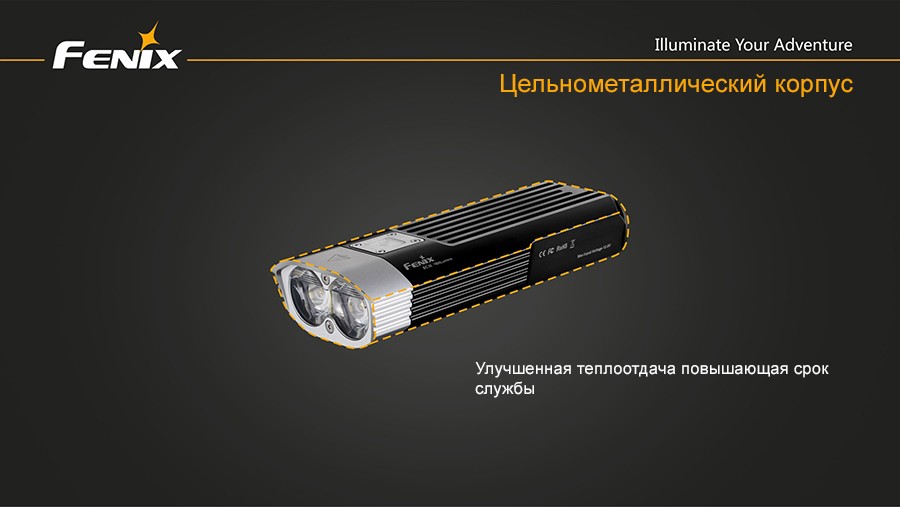 FENIX
Illuminate Your Adventure
Цельнометаллический корпус
FENIX
CE FC RoHS
Улучшенная теплоотдача повышающая срок
службы